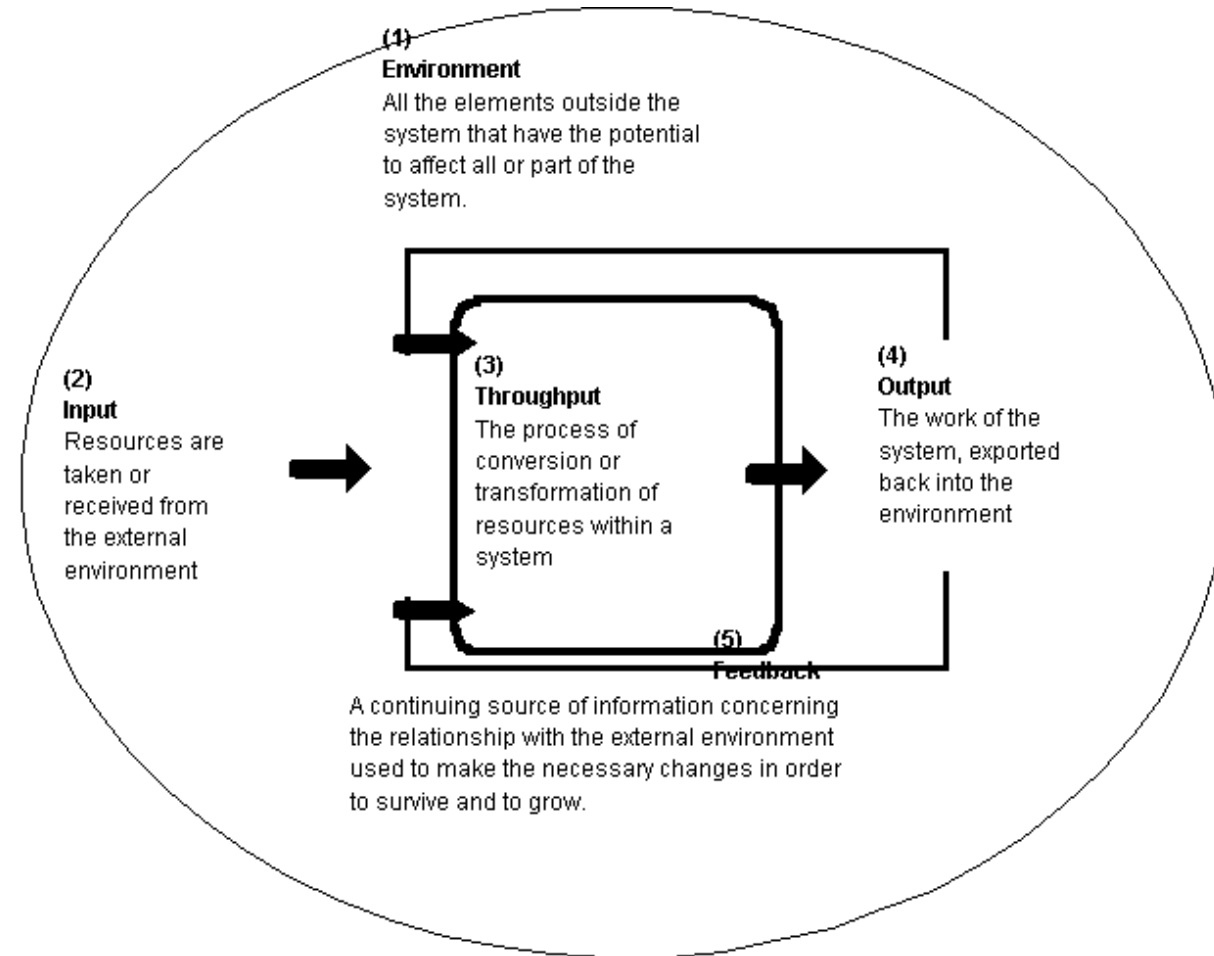 (1)
Environment
All the elements outside the
system that have the potential
to affect all or part of the
system.
(2)
Input
Resources are
taken or
received from
the external
environment
(3)
Throughput
The process of
conversion or
transformation of
resources within a
system
(4)
Output
The work of the
system, exported
back into the
environment
(5)
Feedback
A continuing source of information concerning
the relationship with the external environment
used to make the necessary changes in order
to survive and to grow.